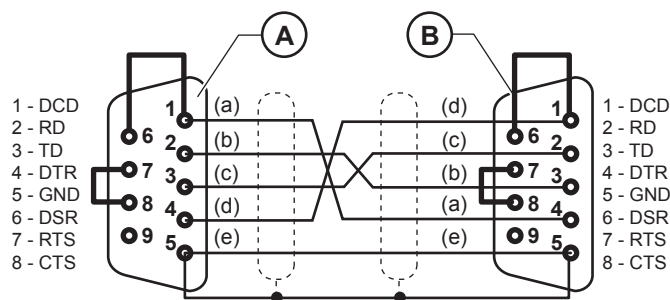 A
B
1 - DCD
2 - RD
3 - TD
4 - DTR
5 - GND
6 - DSR
7 - RTS
8 - CTS
1
2
3
4
5
6
7
8
9
(a)
(b)
(c)
(d)
(e)
(d)
(c)
(b)
(a)
(e)
1
2
3
4
5
6
7
8
9
1 - DCD
2 - RD
3 - TD
4 - DTR
5 - GND
6 - DSR
7 - RTS
8 - CTS